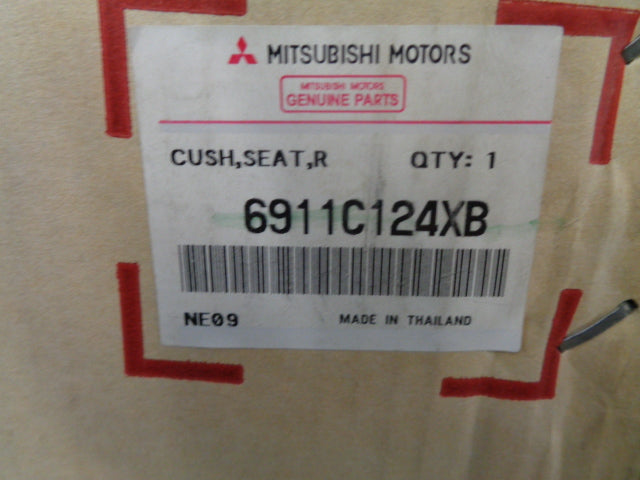 MITSUBISHI MOTORS
MITSUBISHI MOTORS
GENUINE PARTS
CUSH,SEAT,R QTY: 1
6911C124XB
NE09 MADE IN THAILAND